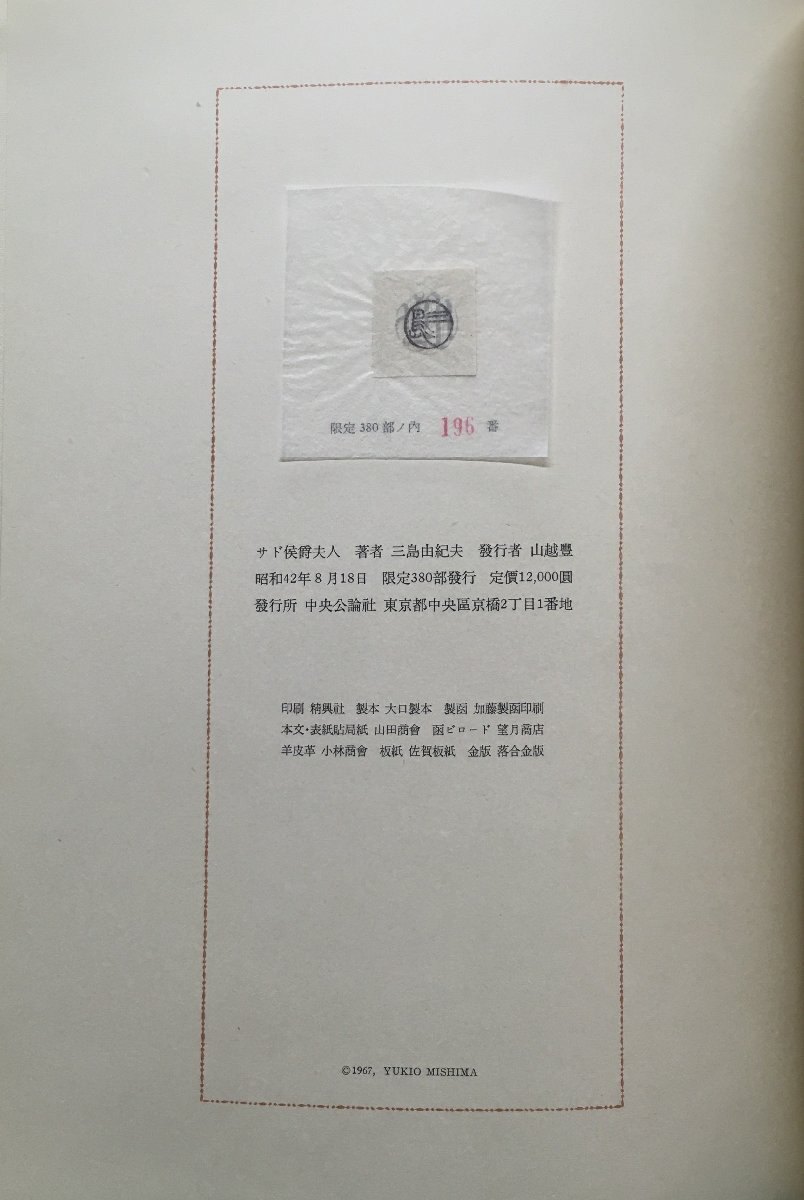 三島
限定 380 部ノ內 196 番
サド侯爵夫人 著者 三島由紀夫 發行者 山越豐
昭和42年8月18日 限定380部發行 定價12,000圓
發行所 中央公論社 東京都中央區京橋2丁目1番地
印刷 精興社 製本 大口製本 製函 加藤製函印刷
本文・表紙貼局紙 山田商會 函ビロード 望月商店
羊皮革 小林商會 板紙 佐賀板紙 金版 落合金版
©1967, YUKIO MISHIMA